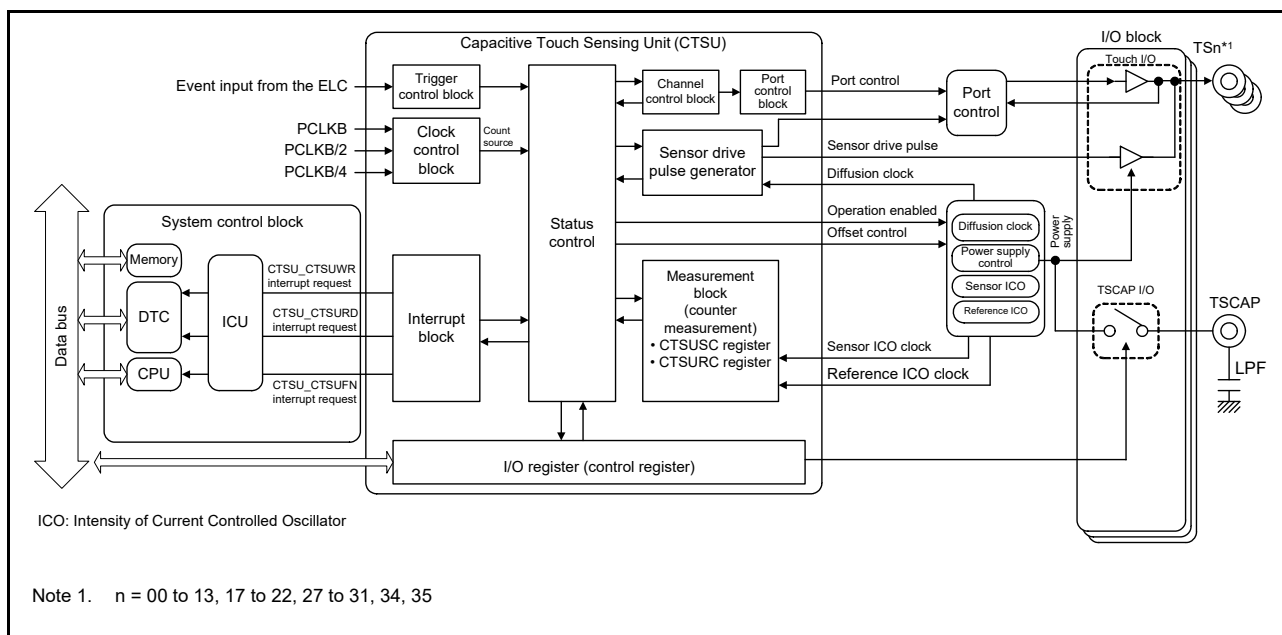 Capacitive Touch Sensing Unit (CTSU)
I/O block
TSn*1
Event input from the ELC
Trigger
control block
Channel
control block
Port
control
block
Port control
Port
control
Touch I/O
PCLKB
PCLKB/2
PCLKB/4
Clock
control
block
Count
source
Sensor drive
pulse generator
Sensor drive pulse
Diffusion clock
System control block
Status
control
Operation enabled
Offset control
Diffusion clock
Power supply
control
Sensor ICO
Reference ICO
Power
supply
Data bus
Memory
DTC
CPU
ICU
CTSU_CTSUWR
interrupt request
CTSU_CTSURD
interrupt request
CTSU_CTSUFN
interrupt request
Interrupt
block
Measurement
block
(counter
measurement)
• CTSUSC register
• CTSURC register
Sensor ICO clock
Reference ICO clock
TSCAP I/O
TSCAP
LPF
I/O register (control register)
ICO: Intensity of Current Controlled Oscillator
Note 1. n = 00 to 13, 17 to 22, 27 to 31, 34, 35